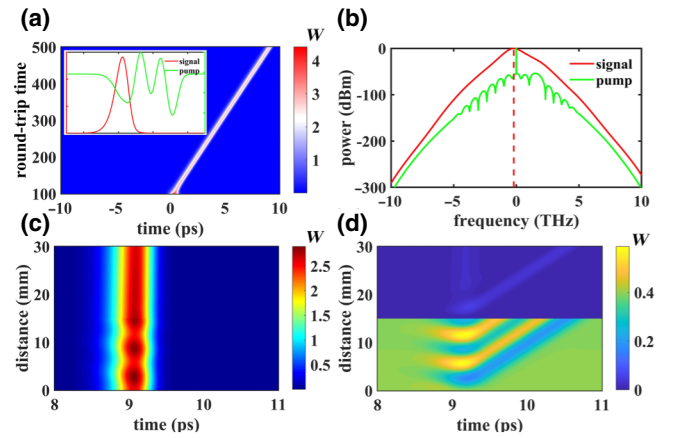 (a)
W
500
400
300
200
100
round-trip time
signal
pump
-10
-5
0
5
10
time (ps)
4
3
2
1
(b)
0
-100
-200
-300
power (dBm)
signal
pump
-10
-5
0
5
10
frequency (THz)
(c)
W
30
20
10
0
distance (mm)
8
9
10
11
time (ps)
2.5
2
1.5
1
0.5
(d)
W
30
20
10
0
distance (mm)
8
9
10
11
time (ps)
0.4
0.2
0